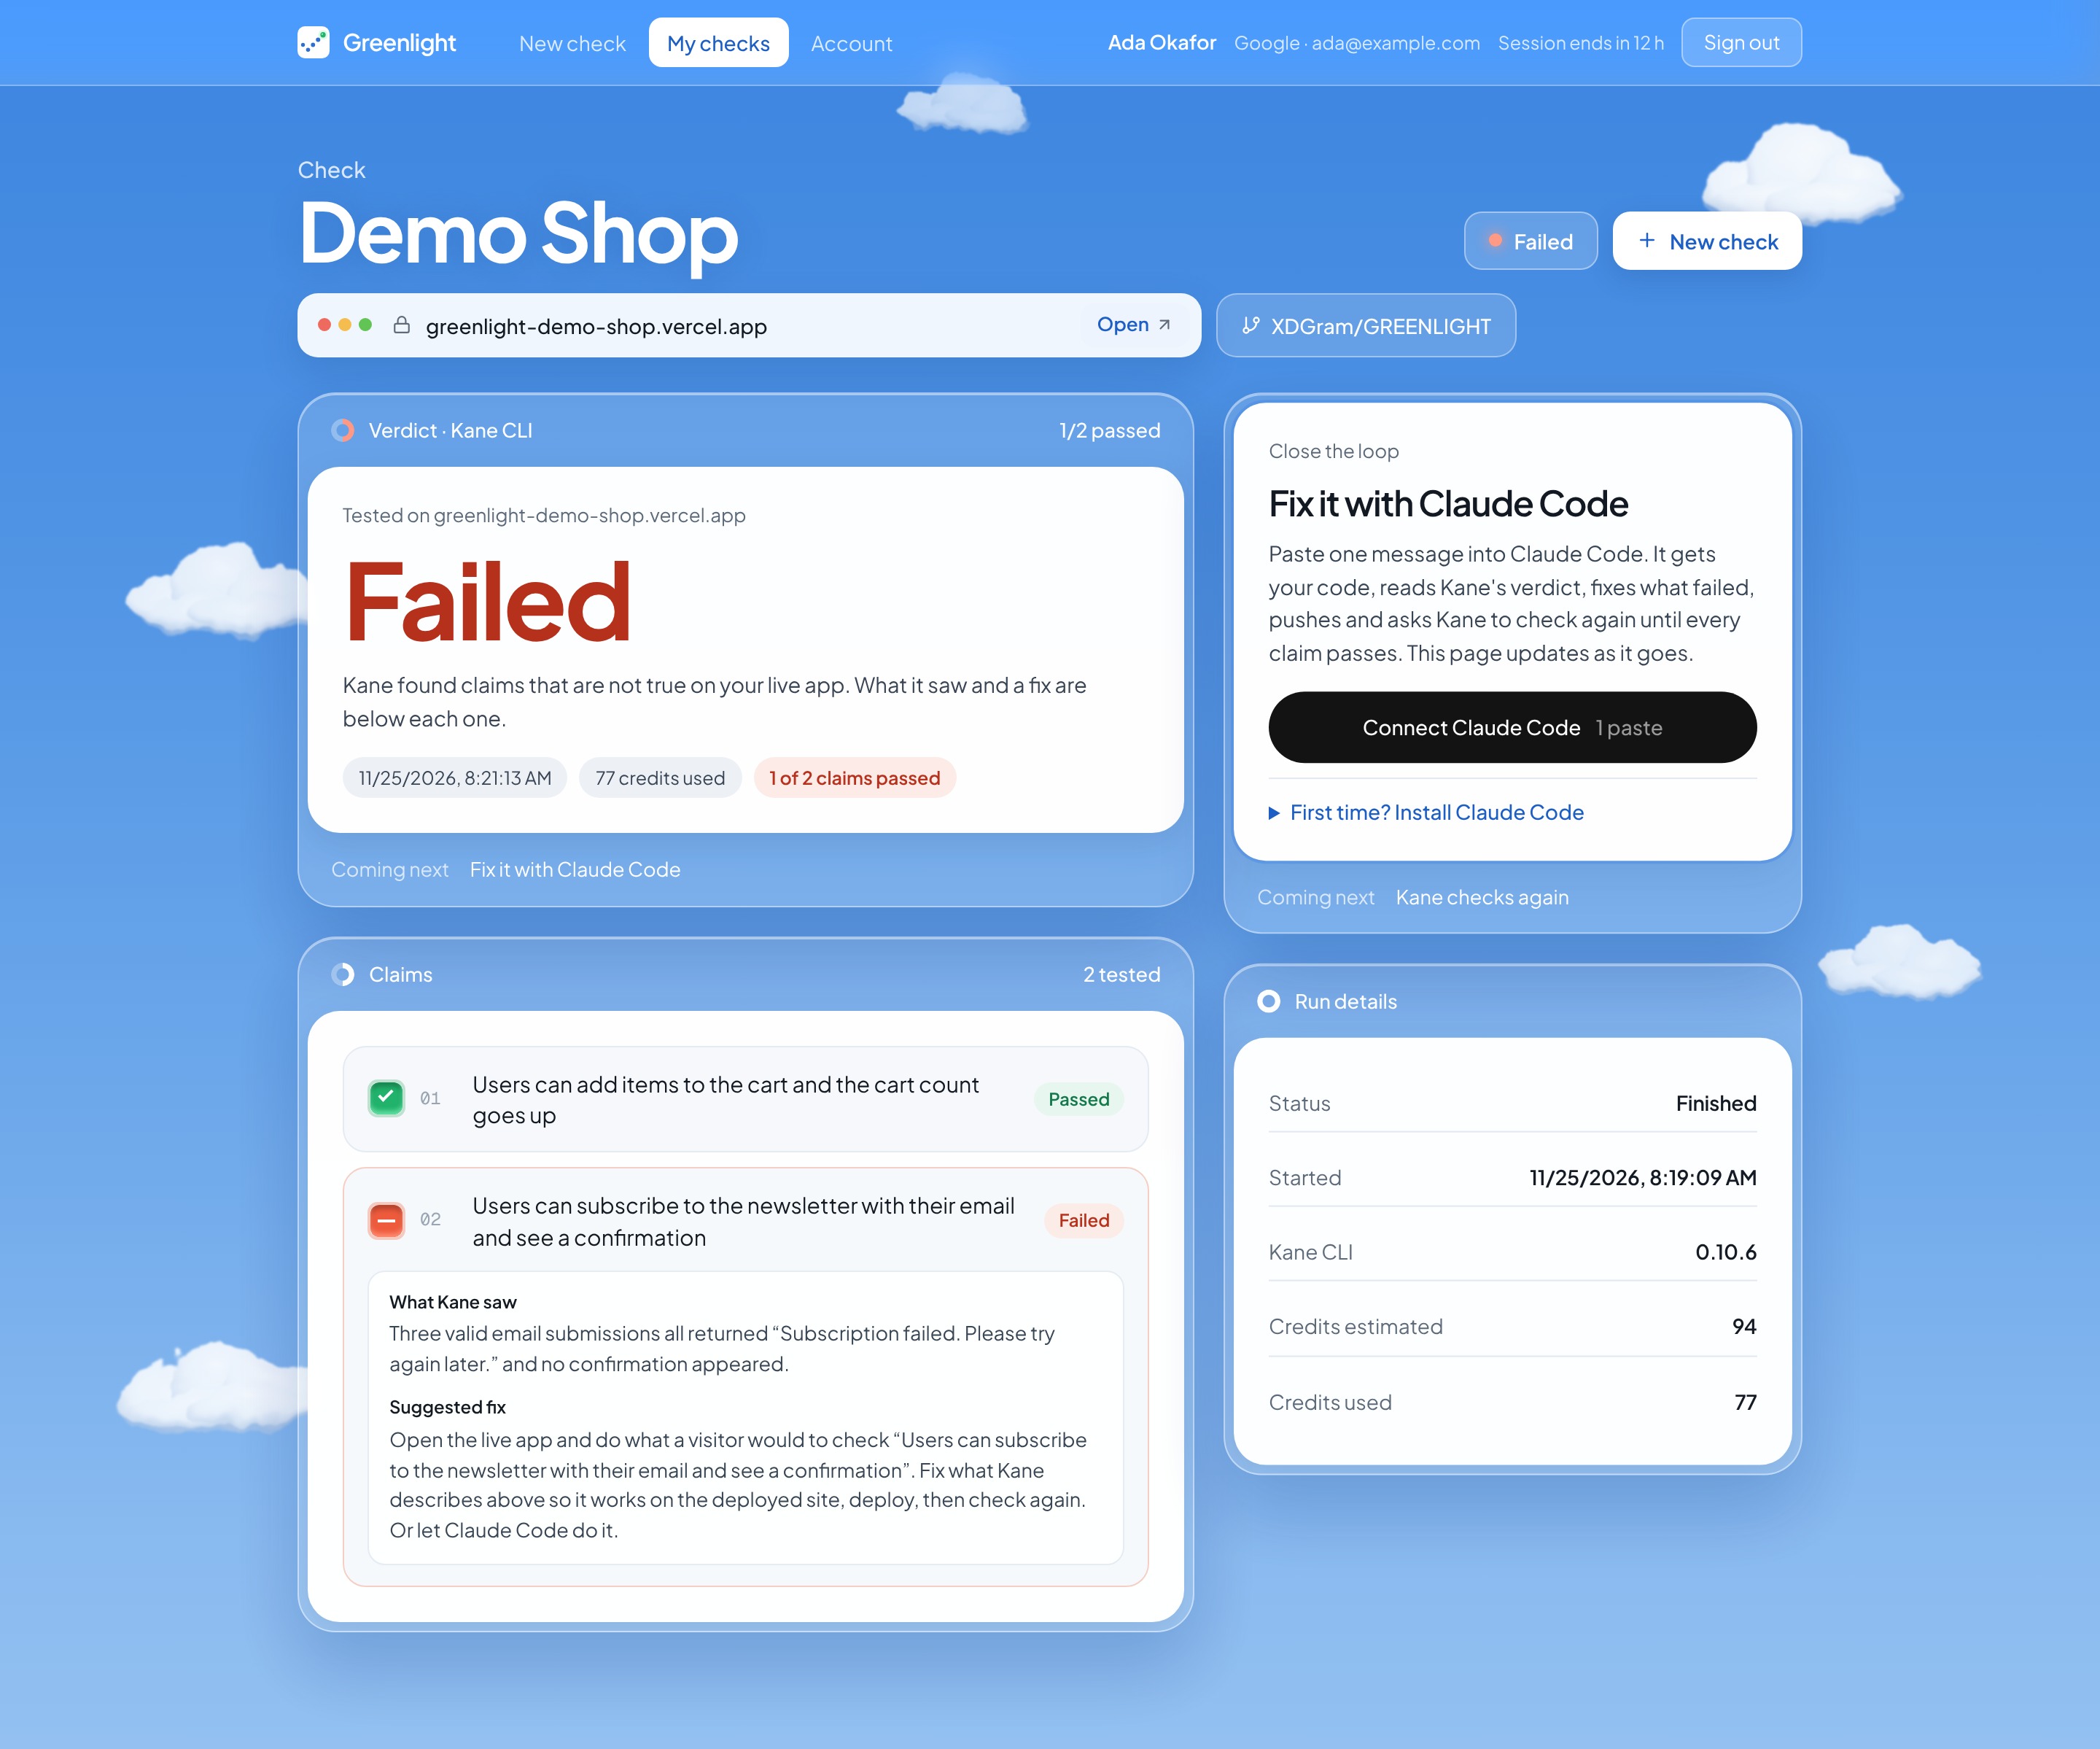 Greenlight
New check
My checks
Account
Ada Okafor
Google · ada@example.com
Session ends in 12 h
Sign out
Check
Demo Shop
Failed
New check
greenlight-demo-shop.vercel.app
Open
XDGram/GREENLIGHT
Verdict · Kane CLI
1/2 passed
Tested on greenlight-demo-shop.vercel.app
Failed
Kane found claims that are not true on your live app. What it saw and a fix are
below each one.
11/25/2026, 8:21:13 AM
77 credits used
1 of 2 claims passed
Coming next
Fix it with Claude Code
Close the loop
Fix it with Claude Code
Paste one message into Claude Code. It gets
your code, reads Kane's verdict, fixes what failed,
pushes and asks Kane to check again until every
claim passes. This page updates as it goes.
Connect Claude Code
1 paste
First time? Install Claude Code
Coming next
Kane checks again
Claims
2 tested
01
Users can add items to the cart and the cart count
goes up
Passed
02
Users can subscribe to the newsletter with their email
and see a confirmation
Failed
What Kane saw
Three valid email submissions all returned “Subscription failed. Please try
again later.” and no confirmation appeared.
Suggested fix
Open the live app and do what a visitor would to check “Users can subscribe
to the newsletter with their email and see a confirmation”. Fix what Kane
describes above so it works on the deployed site, deploy, then check again.
Or let Claude Code do it.
Run details
Status
Finished
Started
11/25/2026, 8:19:09 AM
Kane CLI
0.10.6
Credits estimated
94
Credits used
77